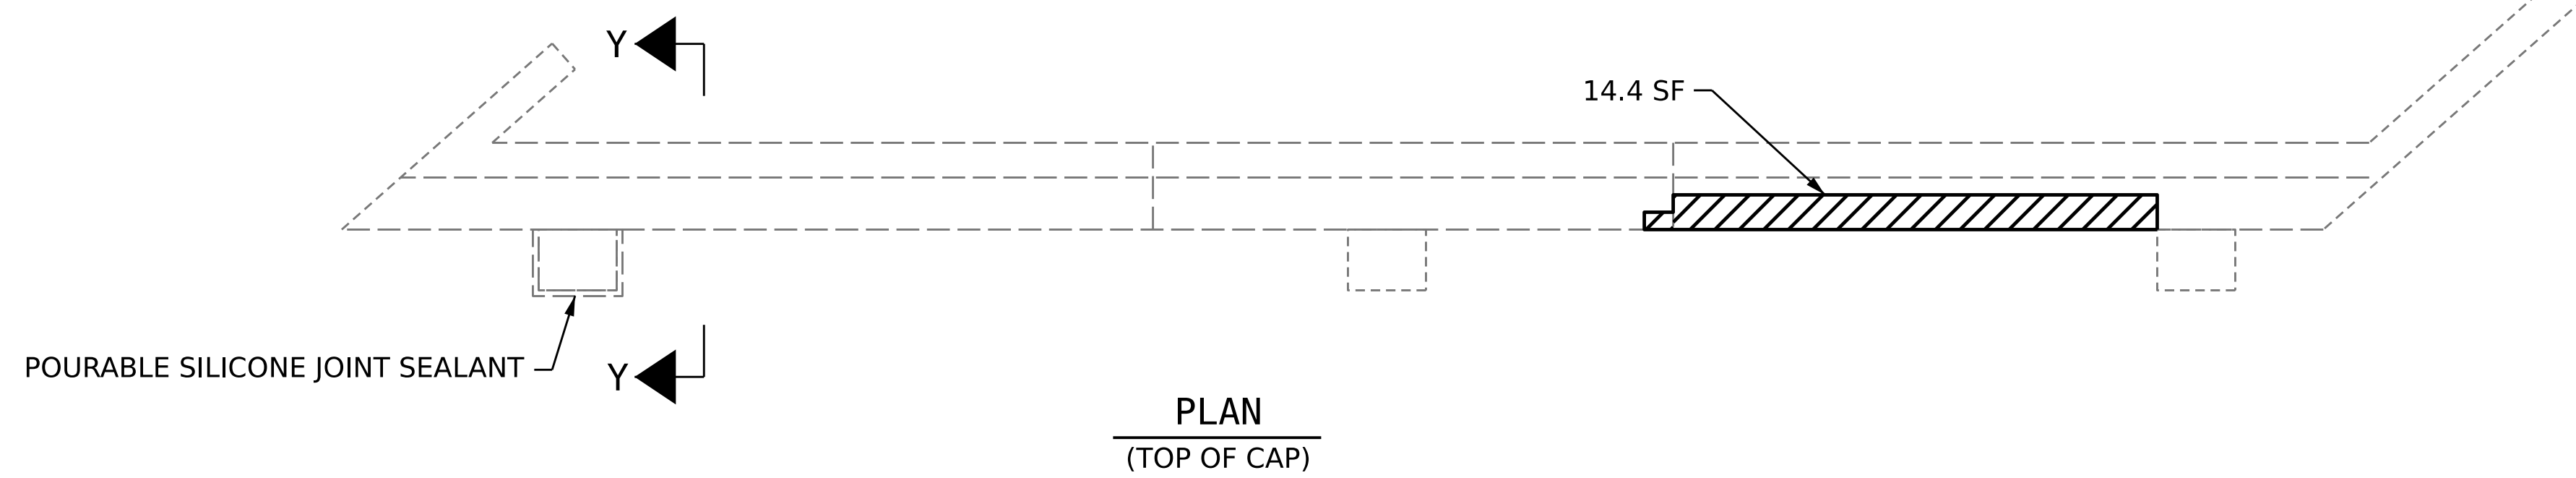 Y
14.4 SF
POURABLE SILICONE JOINT SEALANT
Y
PLAN
(TOP OF CAP)